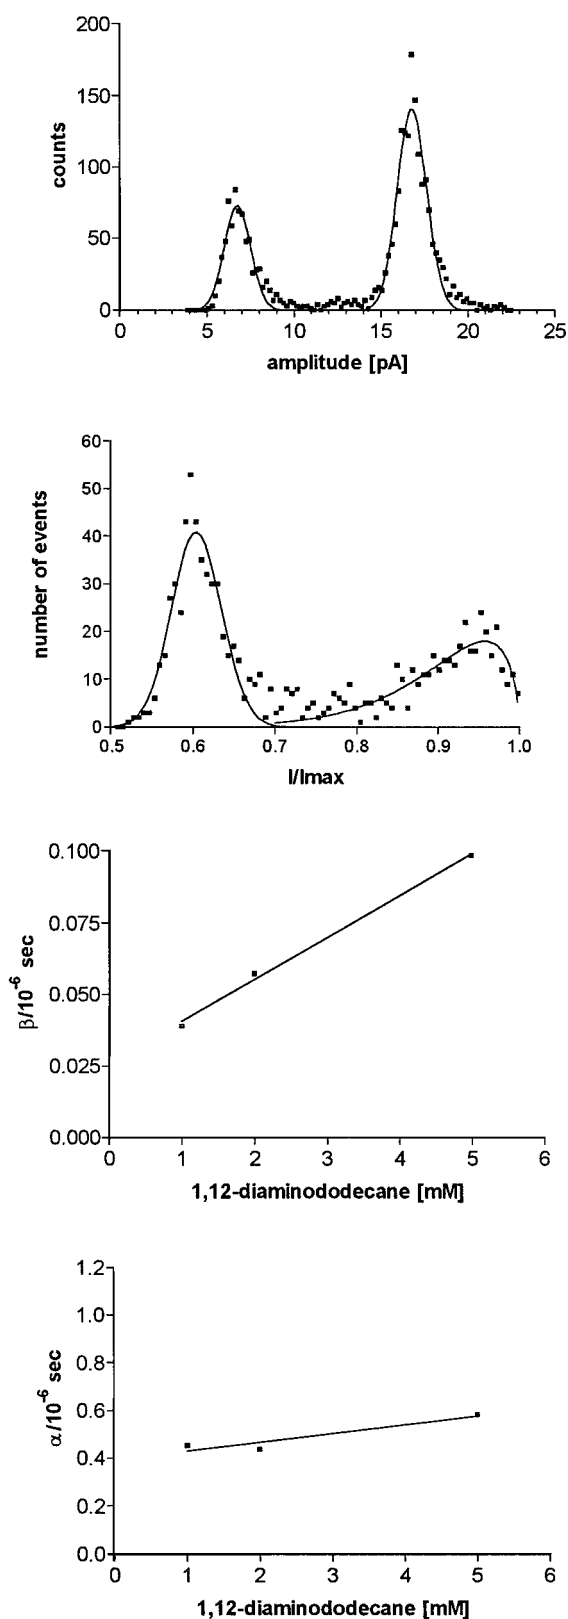 200
150
100
50
0
counts
0 5 10 15 20 25
amplitude [pA]
60
50
40
30
20
10
0
number of events
0.5 0.6 0.7 0.8 0.9 1.0
I/Imax
0.100
0.075
0.050
0.025
0.000
β/10⁻⁶ sec
0 1 2 3 4 5 6
1,12-diaminododecane [mM]
1.2
1.0
0.8
0.6
0.4
0.2
0.0
α/10⁻⁶ sec
0 1 2 3 4 5 6
1,12-diaminododecane [mM]